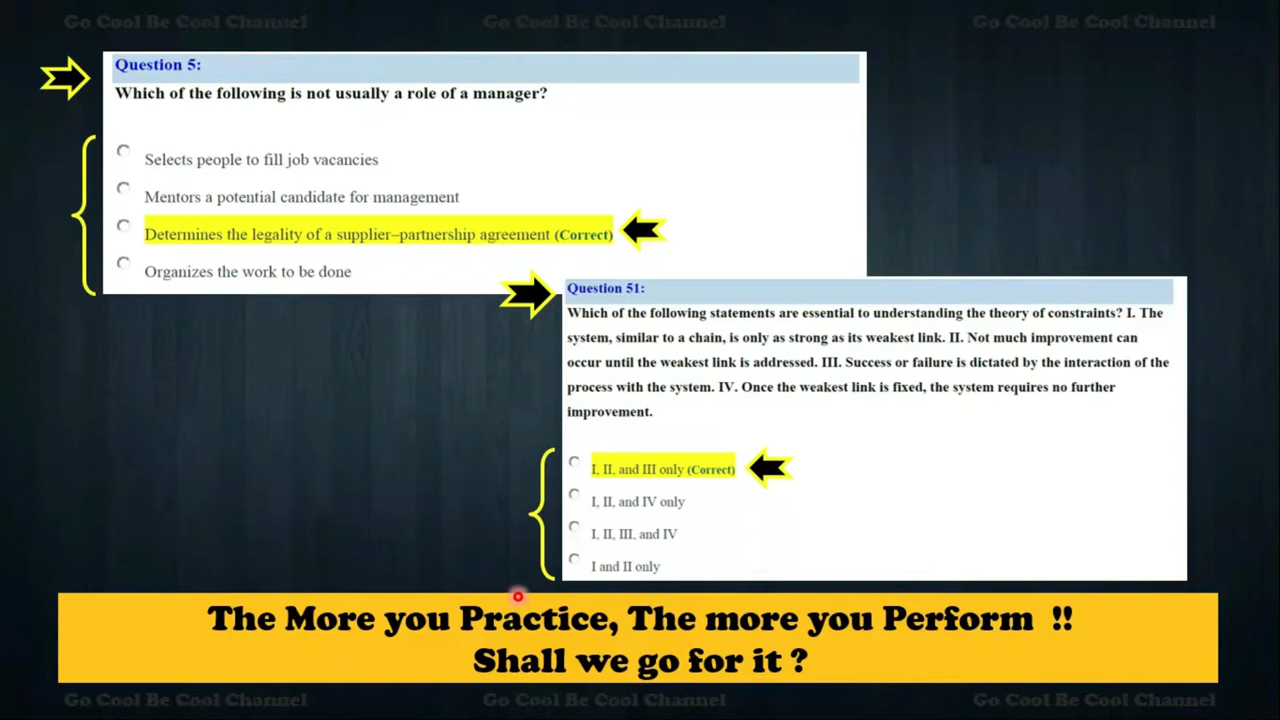 Go Cool Be Cool Channel Go Cool Be Cool Channel Go Cool Be Cool Channel
Question 5:
Which of the following is not usually a role of a manager?
Selects people to fill job vacancies
Mentors a potential candidate for management
Determines the legality of a supplier–partnership agreement (Correct)
Organizes the work to be done
Question 51:
Which of the following statements are essential to understanding the theory of constraints? I. The
system, similar to a chain, is only as strong as its weakest link. II. Not much improvement can
occur until the weakest link is addressed. III. Success or failure is dictated by the interaction of the
process with the system. IV. Once the weakest link is fixed, the system requires no further
improvement.
I, II, and III only (Correct)
I, II, and IV only
I, II, III, and IV
I and II only
The More you Practice, The more you Perform !!
Shall we go for it ?
Go Cool Be Cool Channel Go Cool Be Cool Channel Go Cool Be Cool Channel